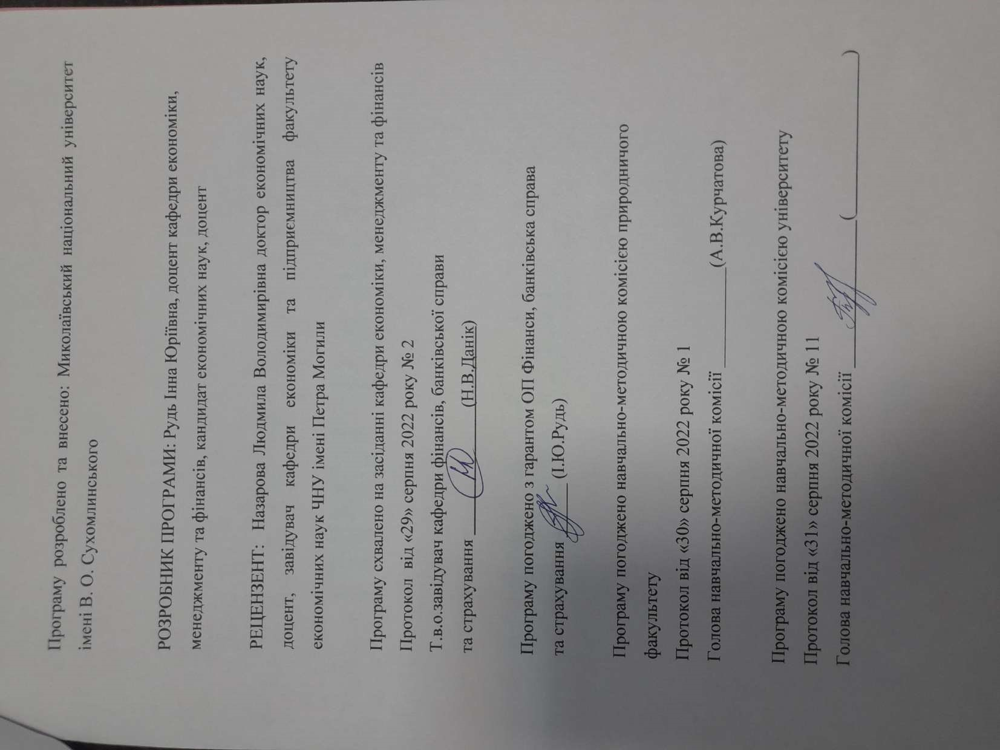 Програму розроблено та внесено: Миколаївський національний університет
імені В. О. Сухомлинського
РОЗРОБНИК ПРОГРАМИ: Рудь Інна Юріївна, доцент кафедри економіки,
менеджменту та фінансів, кандидат економічних наук, доцент
РЕЦЕНЗЕНТ: Назарова Людмила Володимирівна доктор економічних наук,
доцент, завідувач кафедри економіки та підприємництва факультету
економічних наук ЧНУ імені Петра Могили
Програму схвалено на засіданні кафедри економіки, менеджменту та фінансів
Протокол від «29» серпня 2022 року № 2
Т.в.о.завідувач кафедри фінансів, банківської справи
та страхування ________________ (Н.В.Данік)
Програму погоджено з гарантом ОП Фінанси, банківська справа
та страхування ________ (І.Ю.Рудь)
Програму погоджено навчально-методичною комісією природничого
факультету
Протокол від «30» серпня 2022 року № 1
Голова навчально-методичної комісії ____________(А.В.Курчатова)
Програму погоджено навчально-методичною комісією університету
Протокол від «31» серпня 2022 року № 11
Голова навчально-методичної комісії __________________(____________________)